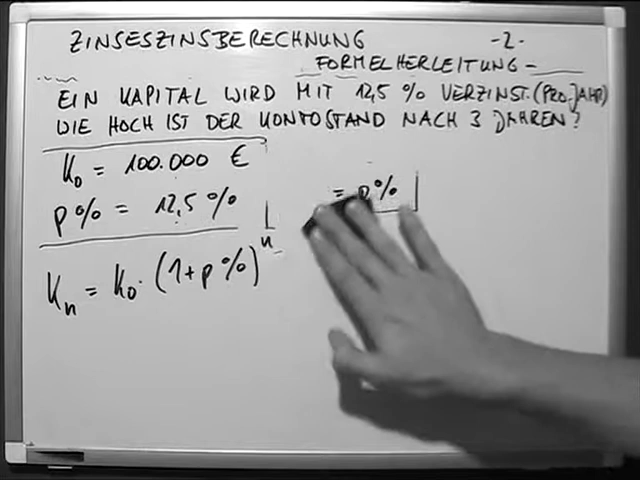 ZINSESZINSBERECHNUNG -2-
FORMELHERLEITUNG -
EIN KAPITAL WIRD MIT 12,5 % VERZINST. (PRO JAHR)
WIE HOCH IST DER KONTOSTAND NACH 3 JAHREN?
K₀ = 100.000 €
p% = 12,5 %
= p%
Kₙ = K₀ · (1+p%)ⁿ